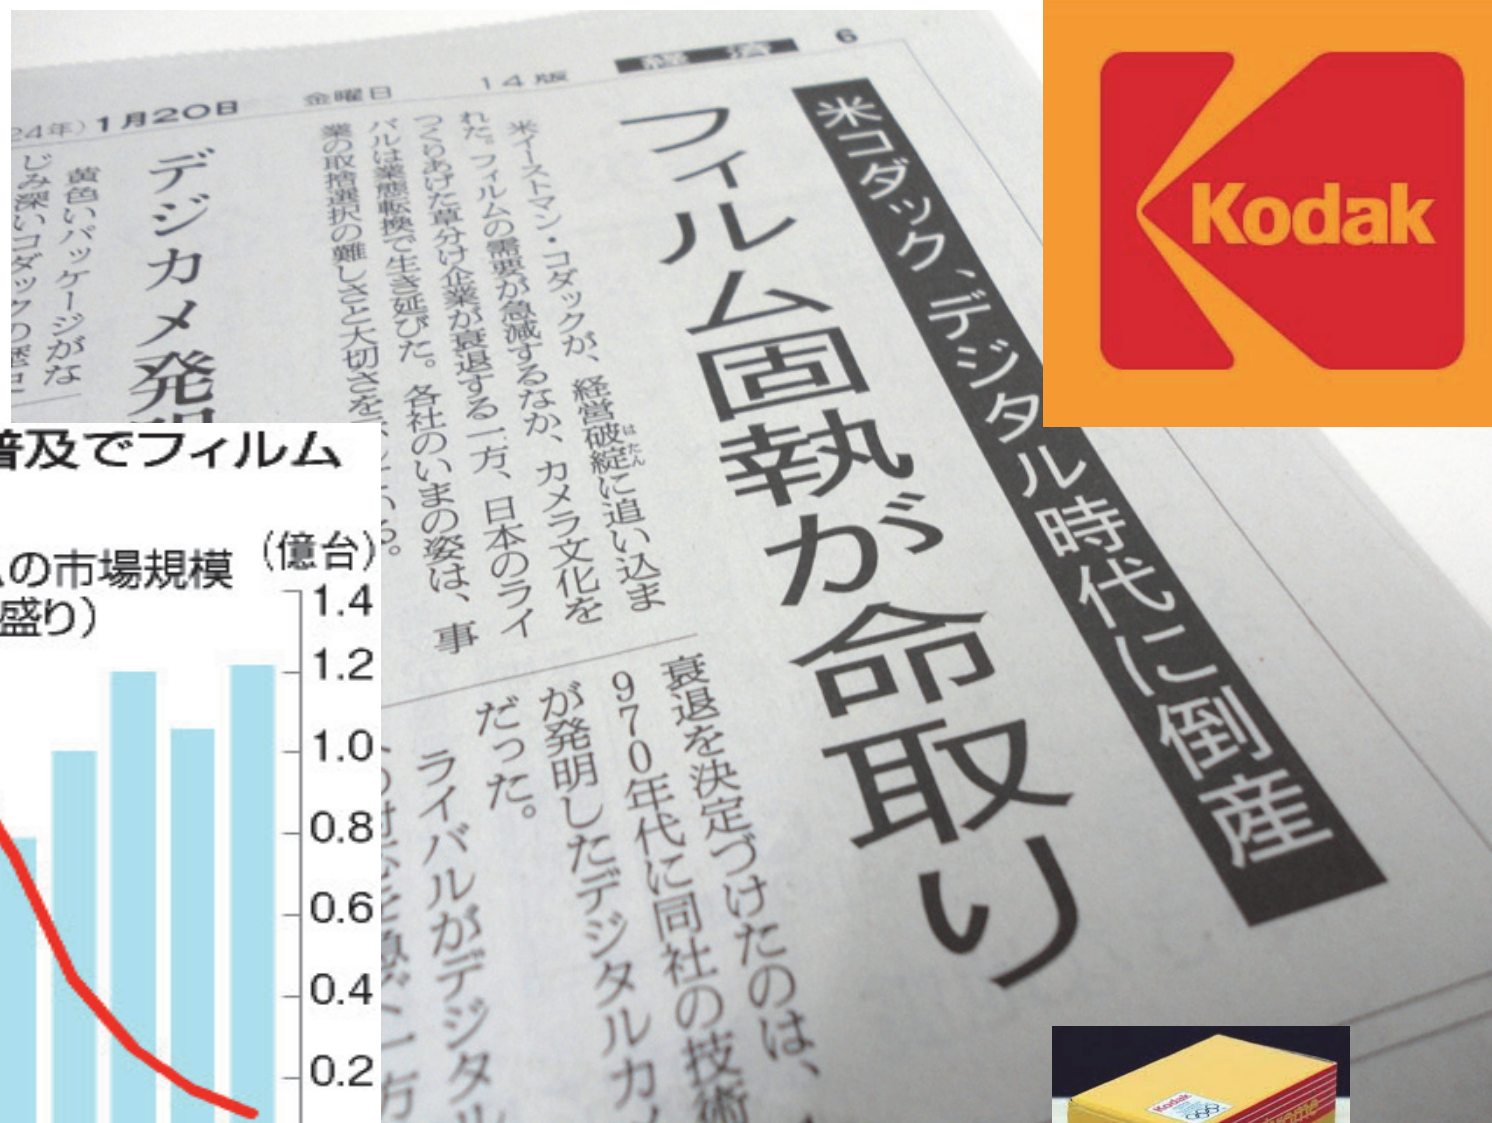 6
経済
14版
金曜日
24年)1月20日
米コダック、デジタル時代に倒産
フィルム固執が命取り
米イーストマン・コダックが、経営破綻に追い込ま
はたん
れた。フィルムの需要が急減するなか、カメラ文化を
つくりあげた草分け企業が衰退する一方、日本のライ
バルは業態転換で生き延びた。各社のいまの姿は、事
業の取捨選択の難しさと大切さを
衰退を決定づけたのは、
970年代に同社の技術
が発明したデジタルカメ
だった。
ライバルがデジタル
デジカメ発明
黄色いパッケージがな
じみ深いコダックの歴史
Kodak
普及でフィルム
ムの市場規模
盛り)
(億台)
1.4
1.2
1.0
0.8
0.6
0.4
0.2
Kodak